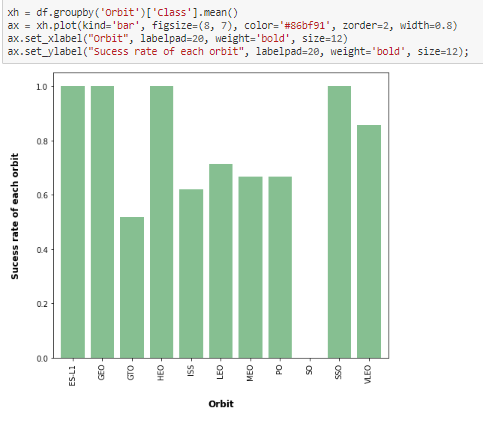 xh = df.groupby('Orbit')['Class'].mean()
ax = xh.plot(kind='bar', figsize=(8, 7), color='#86bf91', zorder=2, width=0.8)
ax.set_xlabel("Orbit", labelpad=20, weight='bold', size=12)
ax.set_ylabel("Sucess rate of each orbit", labelpad=20, weight='bold', size=12);
1.0
0.8
0.6
0.4
0.2
0.0
Sucess rate of each orbit
ES-L1
GEO
GTO
HEO
ISS
LEO
MEO
PO
SO
SSO
VLEO
Orbit